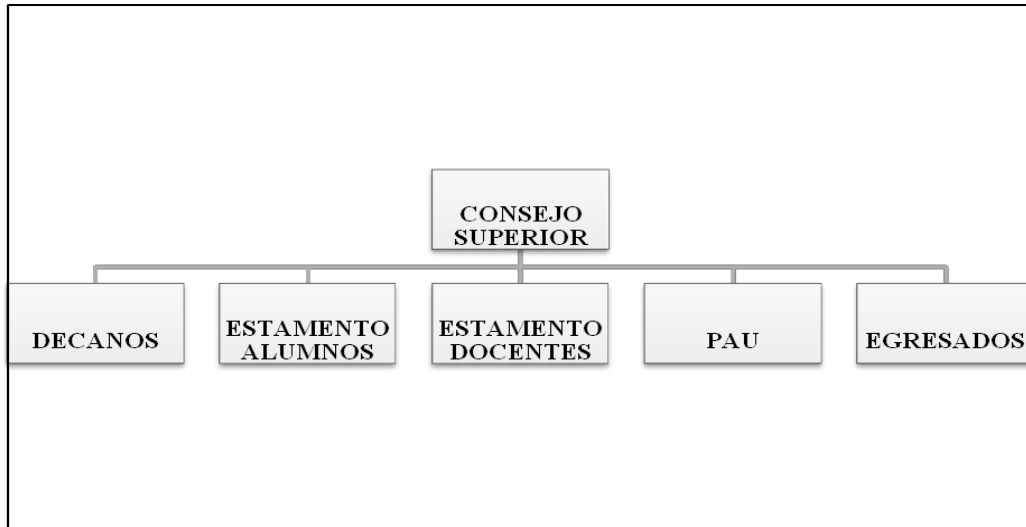 CONSEJO
SUPERIOR
DECANOS
ESTAMENTO
ALUMNOS
ESTAMENTO
DOCENTES
PAU
EGRESADOS